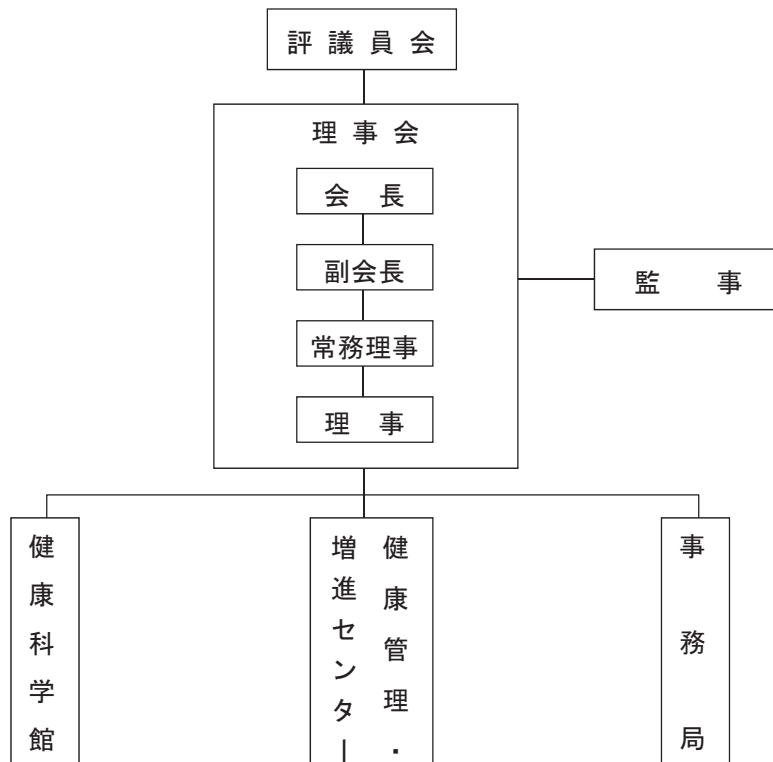 評議員会
理事会
会長
副会長
常務理事
理事
監事
健康科学館
健康管理・
増進センター
事務局